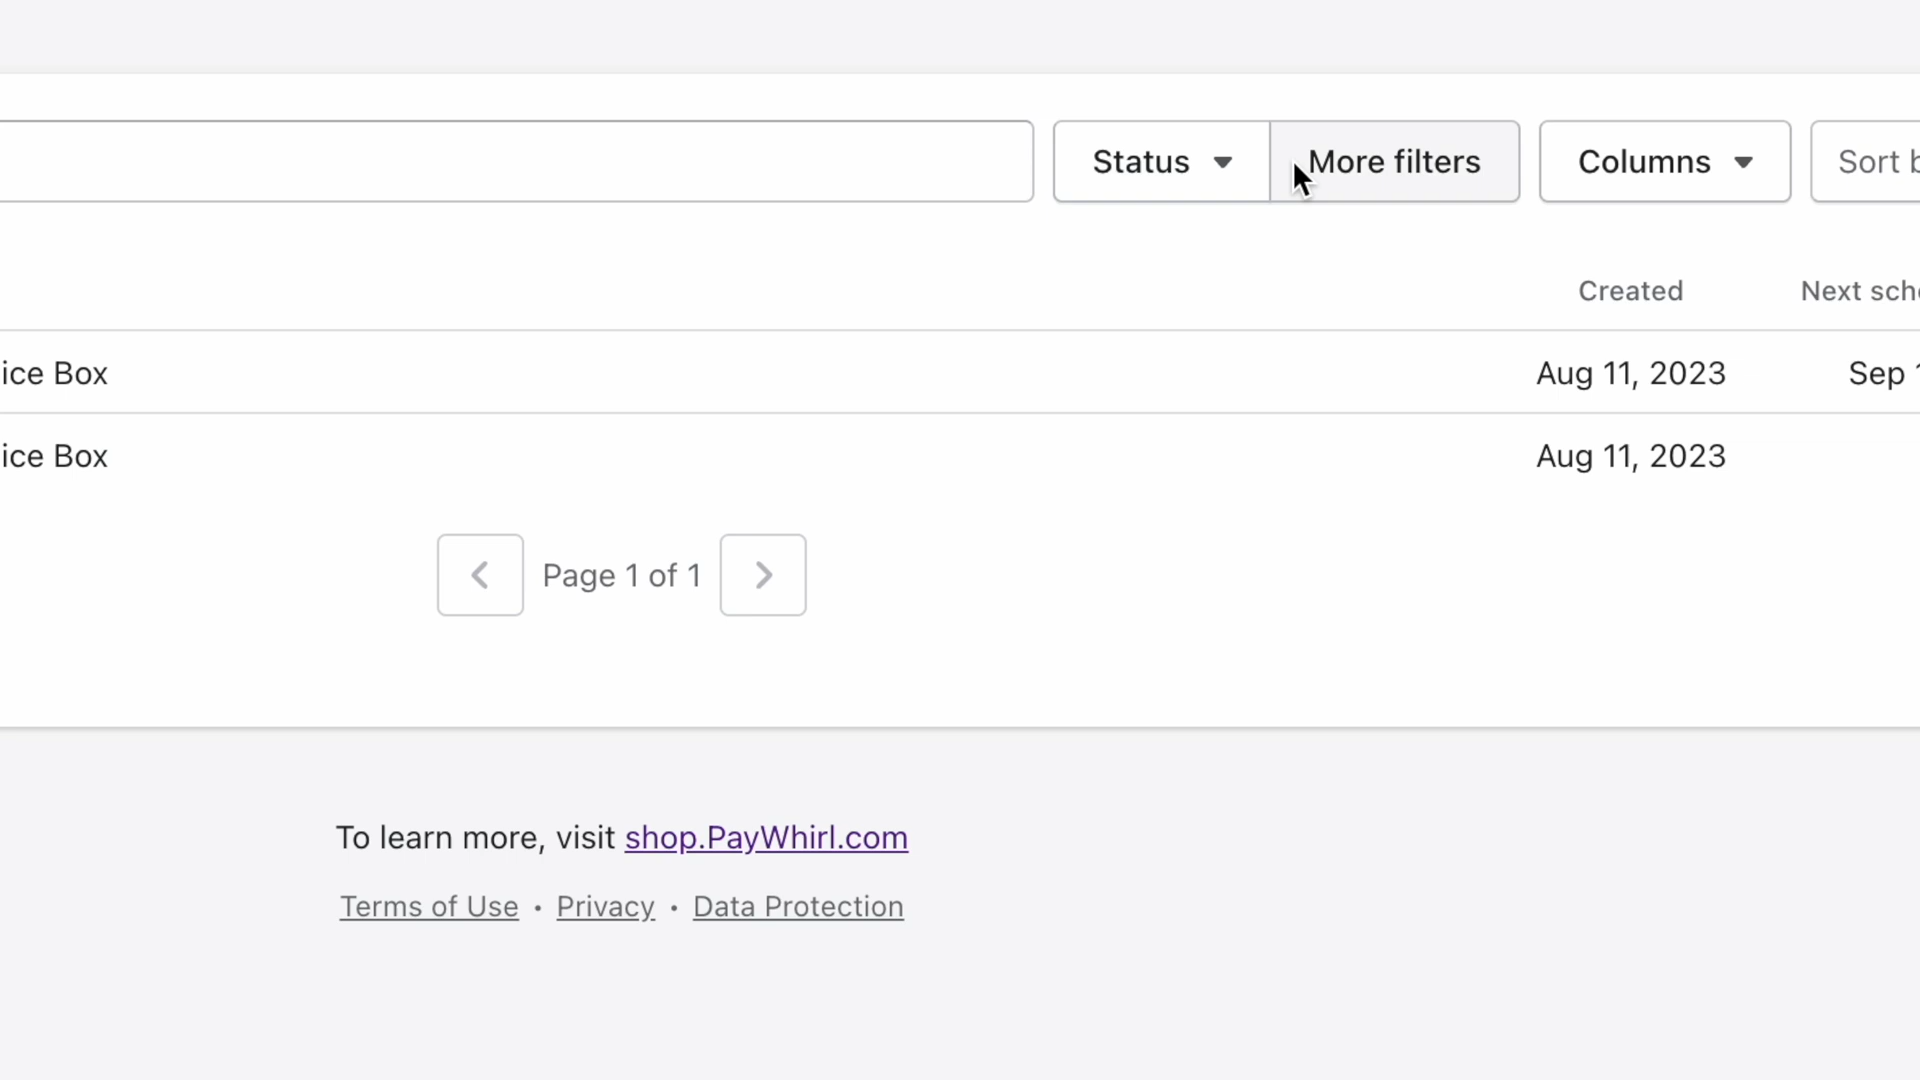 Status More filters Columns Sort
Created Next
ice Box Aug 11, 2023 Sep
ice Box Aug 11, 2023
Page 1 of 1
To learn more, visit shop.PayWhirl.com
Terms of Use • Privacy • Data Protection